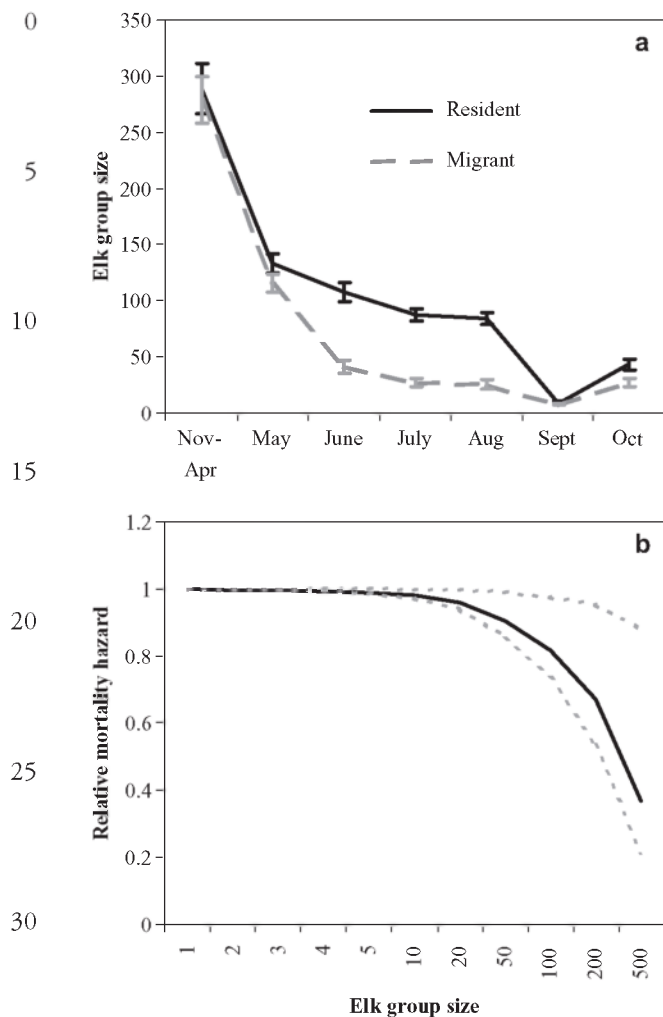 0
5
10
15
20
25
30
a
350
300
250
200
150
100
50
0
Elk group size
Resident
Migrant
Nov-Apr May June July Aug Sept Oct
b
1.2
1
0.8
0.6
0.4
0.2
0
Relative mortality hazard
1 2 3 4 5 10 20 50 100 200 500
Elk group size